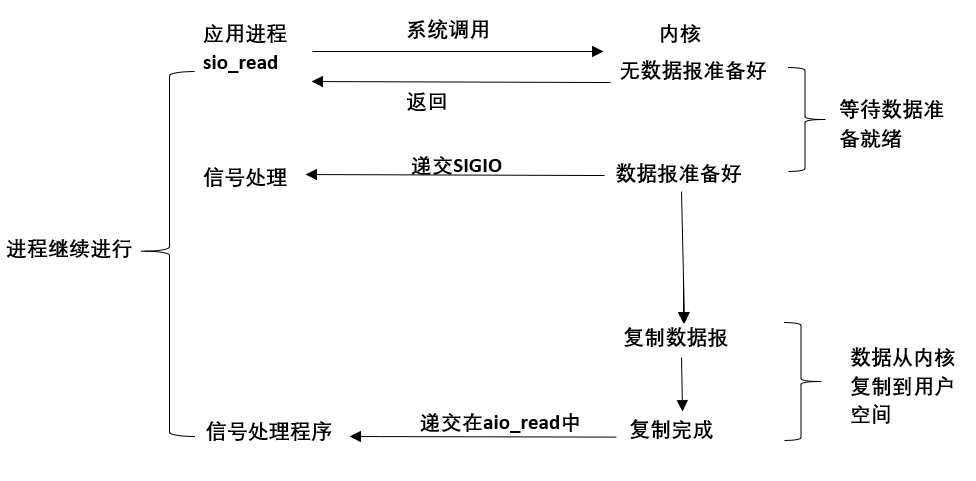 应用进程
sio_read
系统调用
内核
无数据报准备好
返回
等待数据准
备就绪
信号处理
递交SIGIO
数据报准备好
进程继续进行
复制数据报
数据从内核
复制到用户
空间
信号处理程序
递交在aio_read中
复制完成